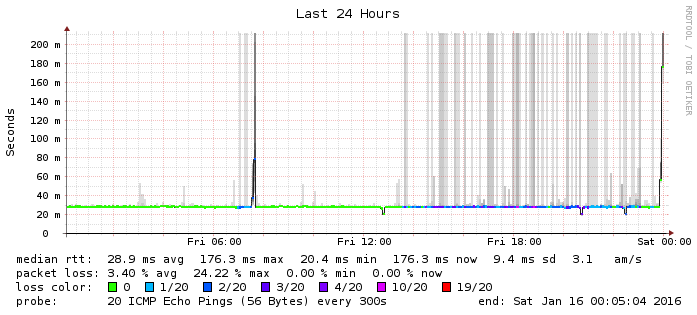 Last 24 Hours
RRDTOOL / TOBI OETIKER
Seconds
200 m
180 m
160 m
140 m
120 m
100 m
80 m
60 m
40 m
20 m
0
Fri 06:00 Fri 12:00 Fri 18:00 Sat 00:00
median rtt: 28.9 ms avg 176.3 ms max 20.4 ms min 176.3 ms now 9.4 ms sd 3.1 am/s
packet loss: 3.40 % avg 24.22 % max 0.00 % min 0.00 % now
loss color: 0 1/20 2/20 3/20 4/20 10/20 19/20
probe: 20 ICMP Echo Pings (56 Bytes) every 300s end: Sat Jan 16 00:05:04 2016